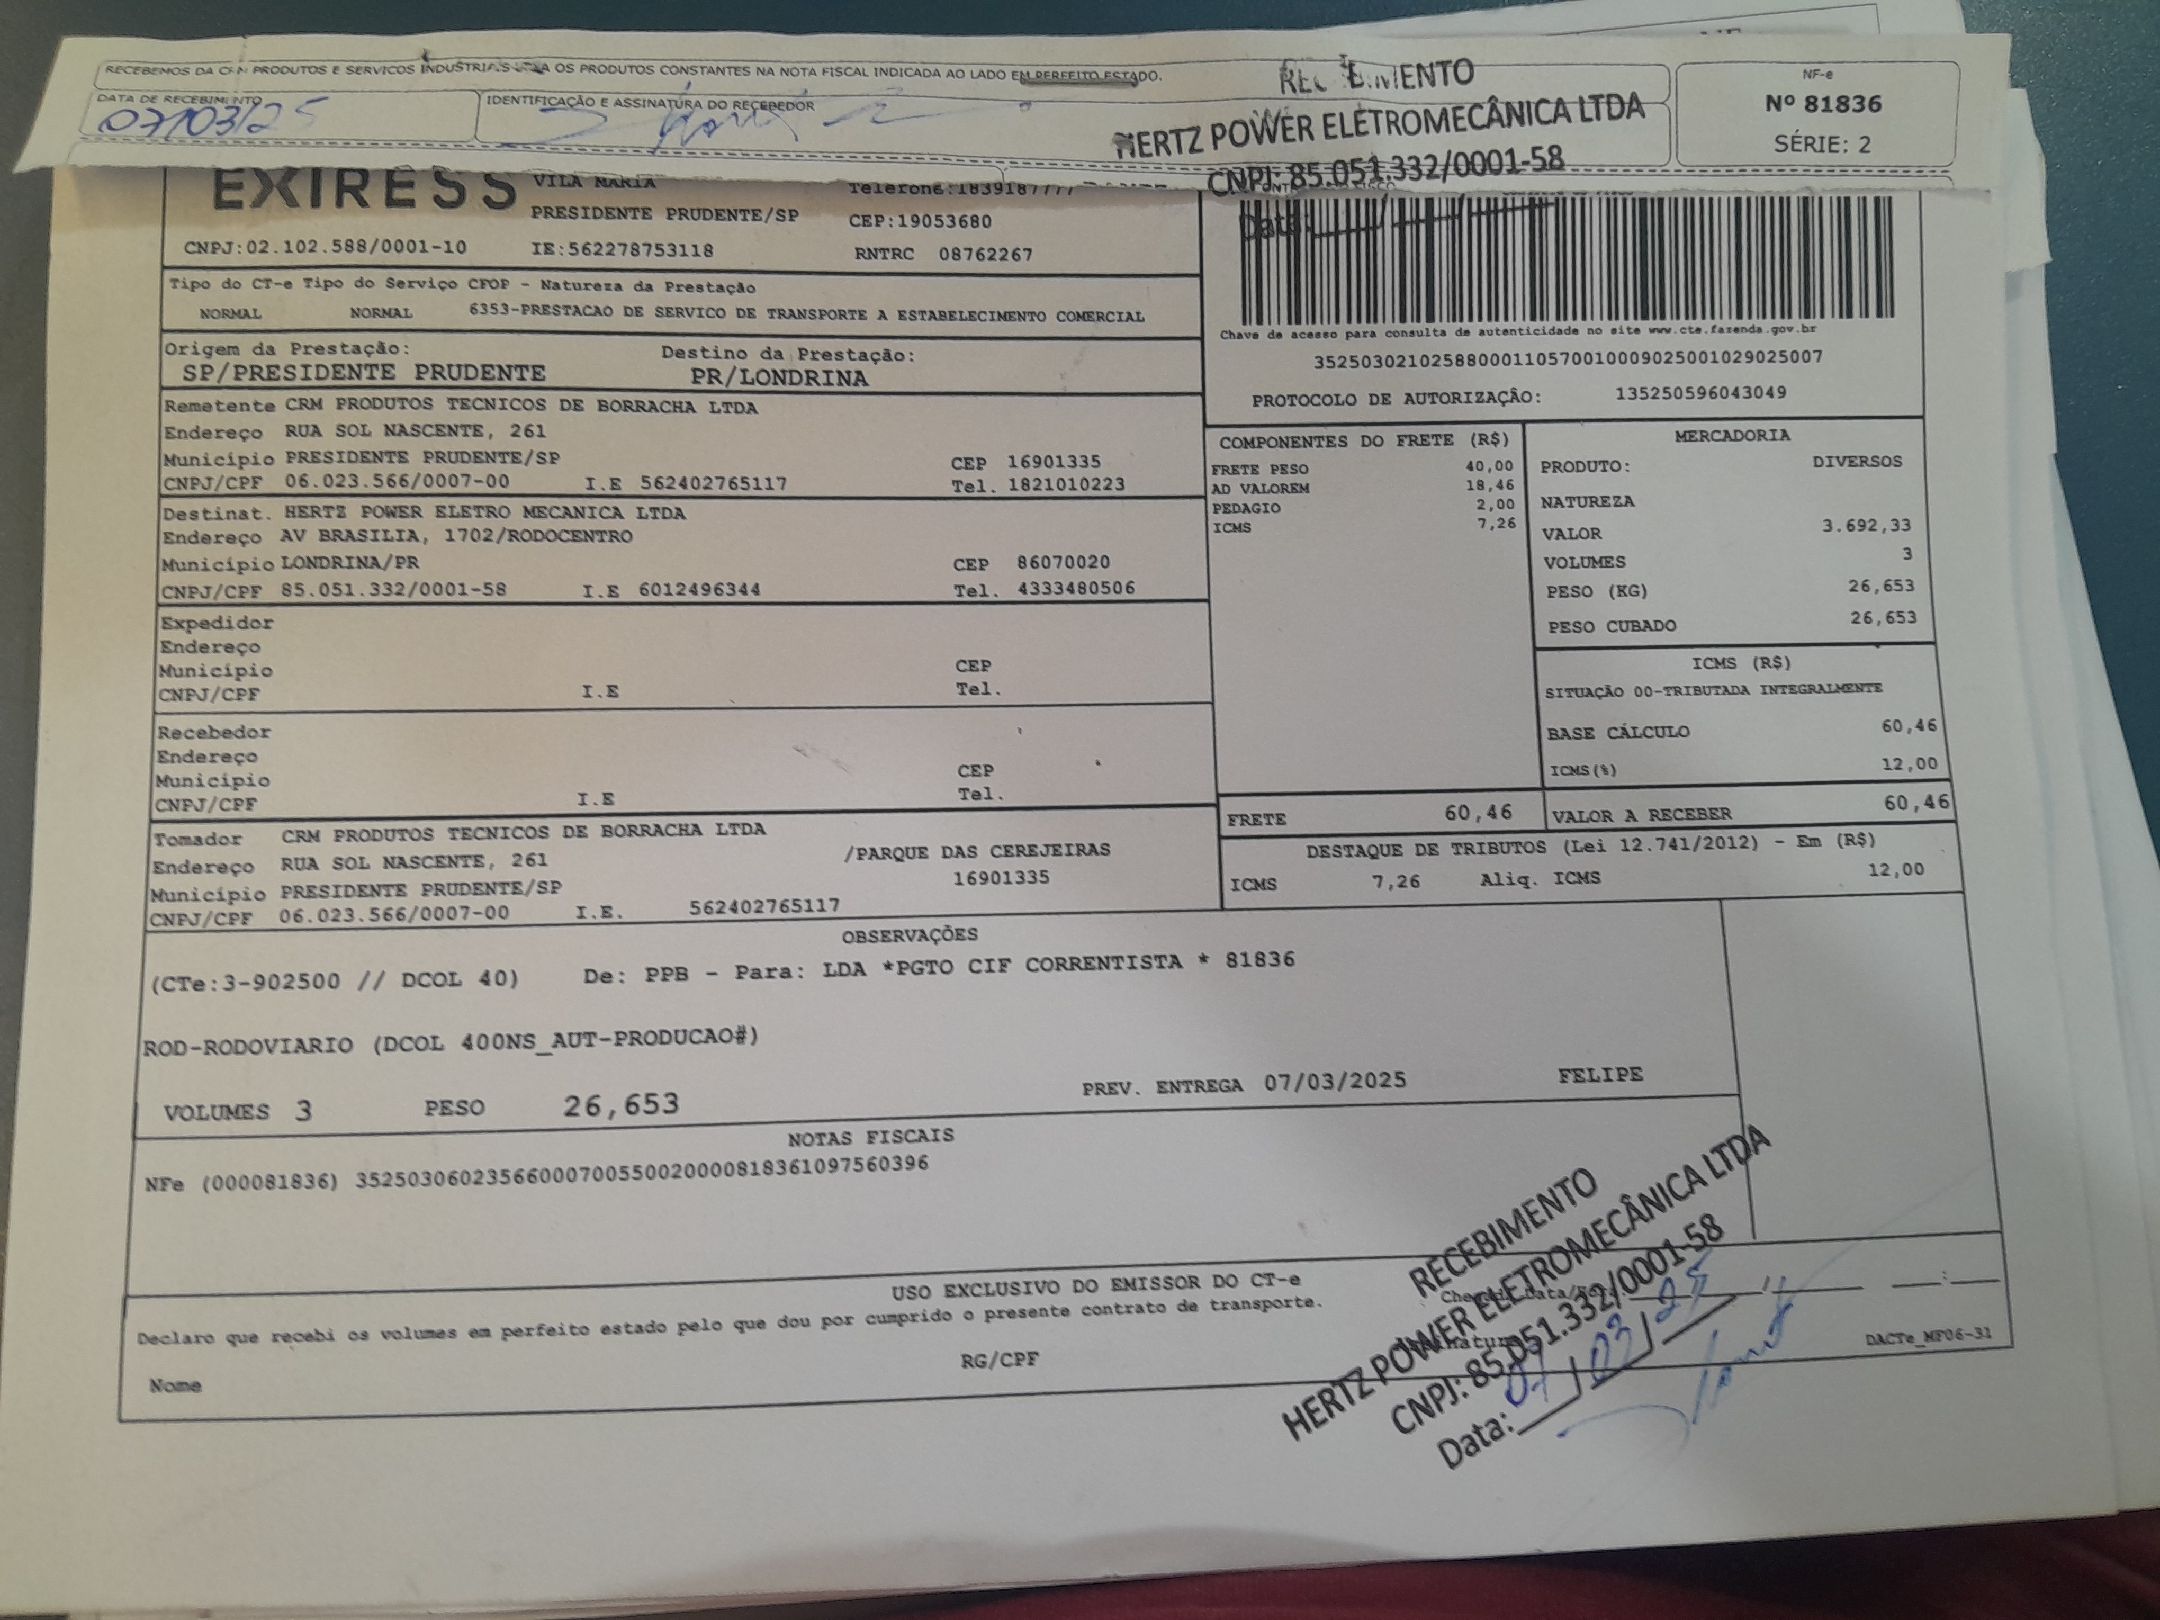 RECEBEMOS DA CRM PRODUTOS E SERVICOS INDUSTRIAIS LTDA OS PRODUTOS CONSTANTES NA NOTA FISCAL INDICADA AO LADO EM PERFEITO ESTADO.
DATA DE RECEBIMENTO
07/03/25
IDENTIFICAÇÃO E ASSINATURA DO RECEBEDOR
RECEBIMENTO
HERTZ POWER ELETROMECÂNICA LTDA
CNPJ: 85.051.332/0001-58
Data:
NF-e
Nº 81836
SÉRIE: 2
VILA MARIA
Telefone:1839187777
PRESIDENTE PRUDENTE/SP
CEP:19053680
CNPJ:02.102.588/0001-10
IE:562278753118
RNTRC 08762267
Tipo do CT-e Tipo do Serviço CFOP - Natureza da Prestação
NORMAL NORMAL 6353-PRESTACAO DE SERVICO DE TRANSPORTE A ESTABELECIMENTO COMERCIAL
Chave de acesso para consulta de autenticidade no site www.cte.fazenda.gov.br
35250302102588000110570010009025001029025007
PROTOCOLO DE AUTORIZAÇÂO: 135250596043049
Origem da Prestação: Destino da Prestação:
SP/PRESIDENTE PRUDENTE PR/LONDRINA
Remetente CRM PRODUTOS TECNICOS DE BORRACHA LTDA
Endereço RUA SOL NASCENTE, 261
Município PRESIDENTE PRUDENTE/SP CEP 16901335
CNPJ/CPF 06.023.566/0007-00 I.E 562402765117 Tel. 1821010223
Destinat. HERTZ POWER ELETRO MECANICA LTDA
Endereço AV BRASILIA, 1702/RODOCENTRO
Município LONDRINA/PR CEP 86070020
CNPJ/CPF 85.051.332/0001-58 I.E 6012496344 Tel. 4333480506
Expedidor
Endereço
Município CEP
CNPJ/CPF I.E Tel.
Recebedor
Endereço
Município CEP
CNPJ/CPF I.E Tel.
Tomador CRM PRODUTOS TECNICOS DE BORRACHA LTDA
Endereço RUA SOL NASCENTE, 261 /PARQUE DAS CEREJEIRAS
Município PRESIDENTE PRUDENTE/SP 16901335
CNPJ/CPF 06.023.566/0007-00 I.E. 562402765117
COMPONENTES DO FRETE (R$)
FRETE PESO 40,00
AD VALOREM 18,46
PEDAGIO 2,00
ICMS 7,26
MERCADORIA
PRODUTO: DIVERSOS
NATUREZA
VALOR 3.692,33
VOLUMES 3
PESO (KG) 26,653
PESO CUBADO 26,653
ICMS (R$)
SITUAÇÃO 00-TRIBUTADA INTEGRALMENTE
BASE CÁLCULO 60,46
ICMS(%) 12,00
FRETE 60,46 VALOR A RECEBER 60,46
DESTAQUE DE TRIBUTOS (Lei 12.741/2012) - Em (R$)
ICMS 7,26 Aliq. ICMS 12,00
OBSERVAÇÕES
(CTe:3-902500 // DCOL 40) De: PPB - Para: LDA *PGTO CIF CORRENTISTA * 81836
ROD-RODOVIARIO (DCOL 400NS_AUT-PRODUCAO#)
VOLUMES 3 PESO 26,653 PREV. ENTREGA 07/03/2025 FELIPE
NOTAS FISCAIS
NFe (000081836) 35250306023566000700550020000818361097560396
USO EXCLUSIVO DO EMISSOR DO CT-e
Declaro que recebi os volumes em perfeito estado pelo que dou por cumprido o presente contrato de transporte.
Nome RG/CPF
RECEBIMENTO
HERTZ POWER ELETROMECÂNICA LTDA
CNPJ: 85.051.332/0001-58
Data: 07/03/25
DACTe_MF06-31